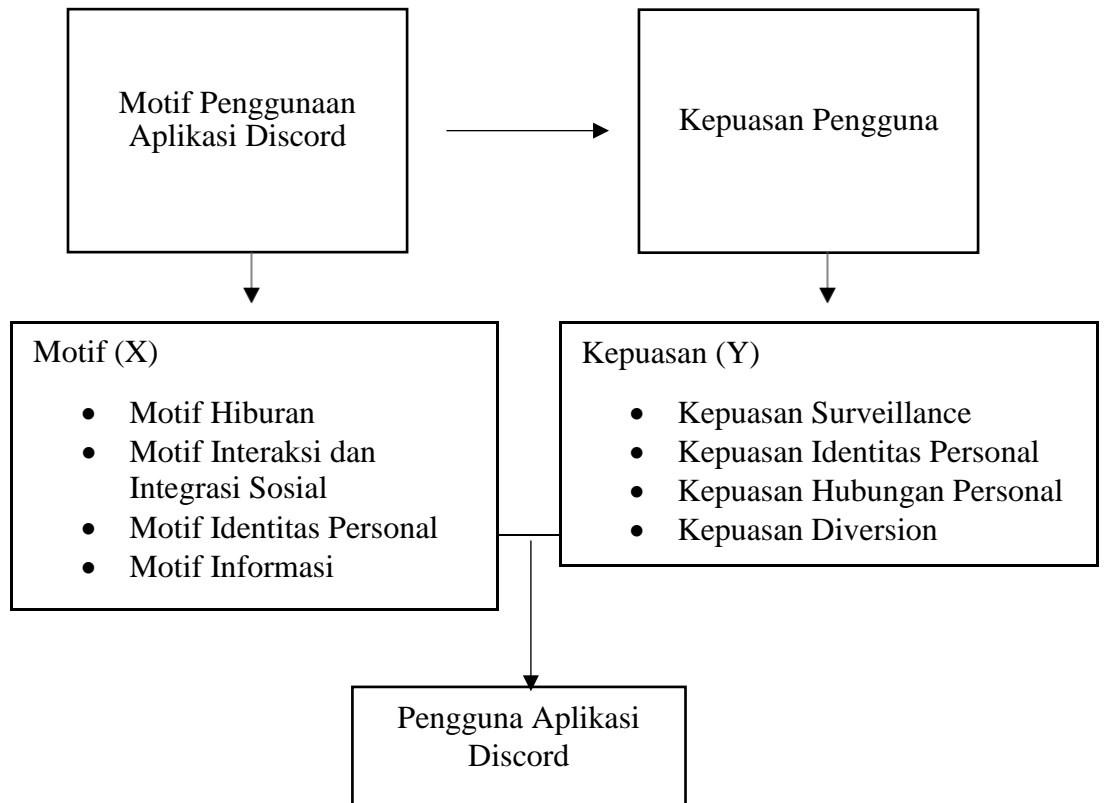 Motif Penggunaan
Aplikasi Discord
Kepuasan Pengguna
Motif (X)
• Motif Hiburan
• Motif Interaksi dan
Integrasi Sosial
• Motif Identitas Personal
• Motif Informasi
Kepuasan (Y)
• Kepuasan Surveillance
• Kepuasan Identitas Personal
• Kepuasan Hubungan Personal
• Kepuasan Diversion
Pengguna Aplikasi
Discord